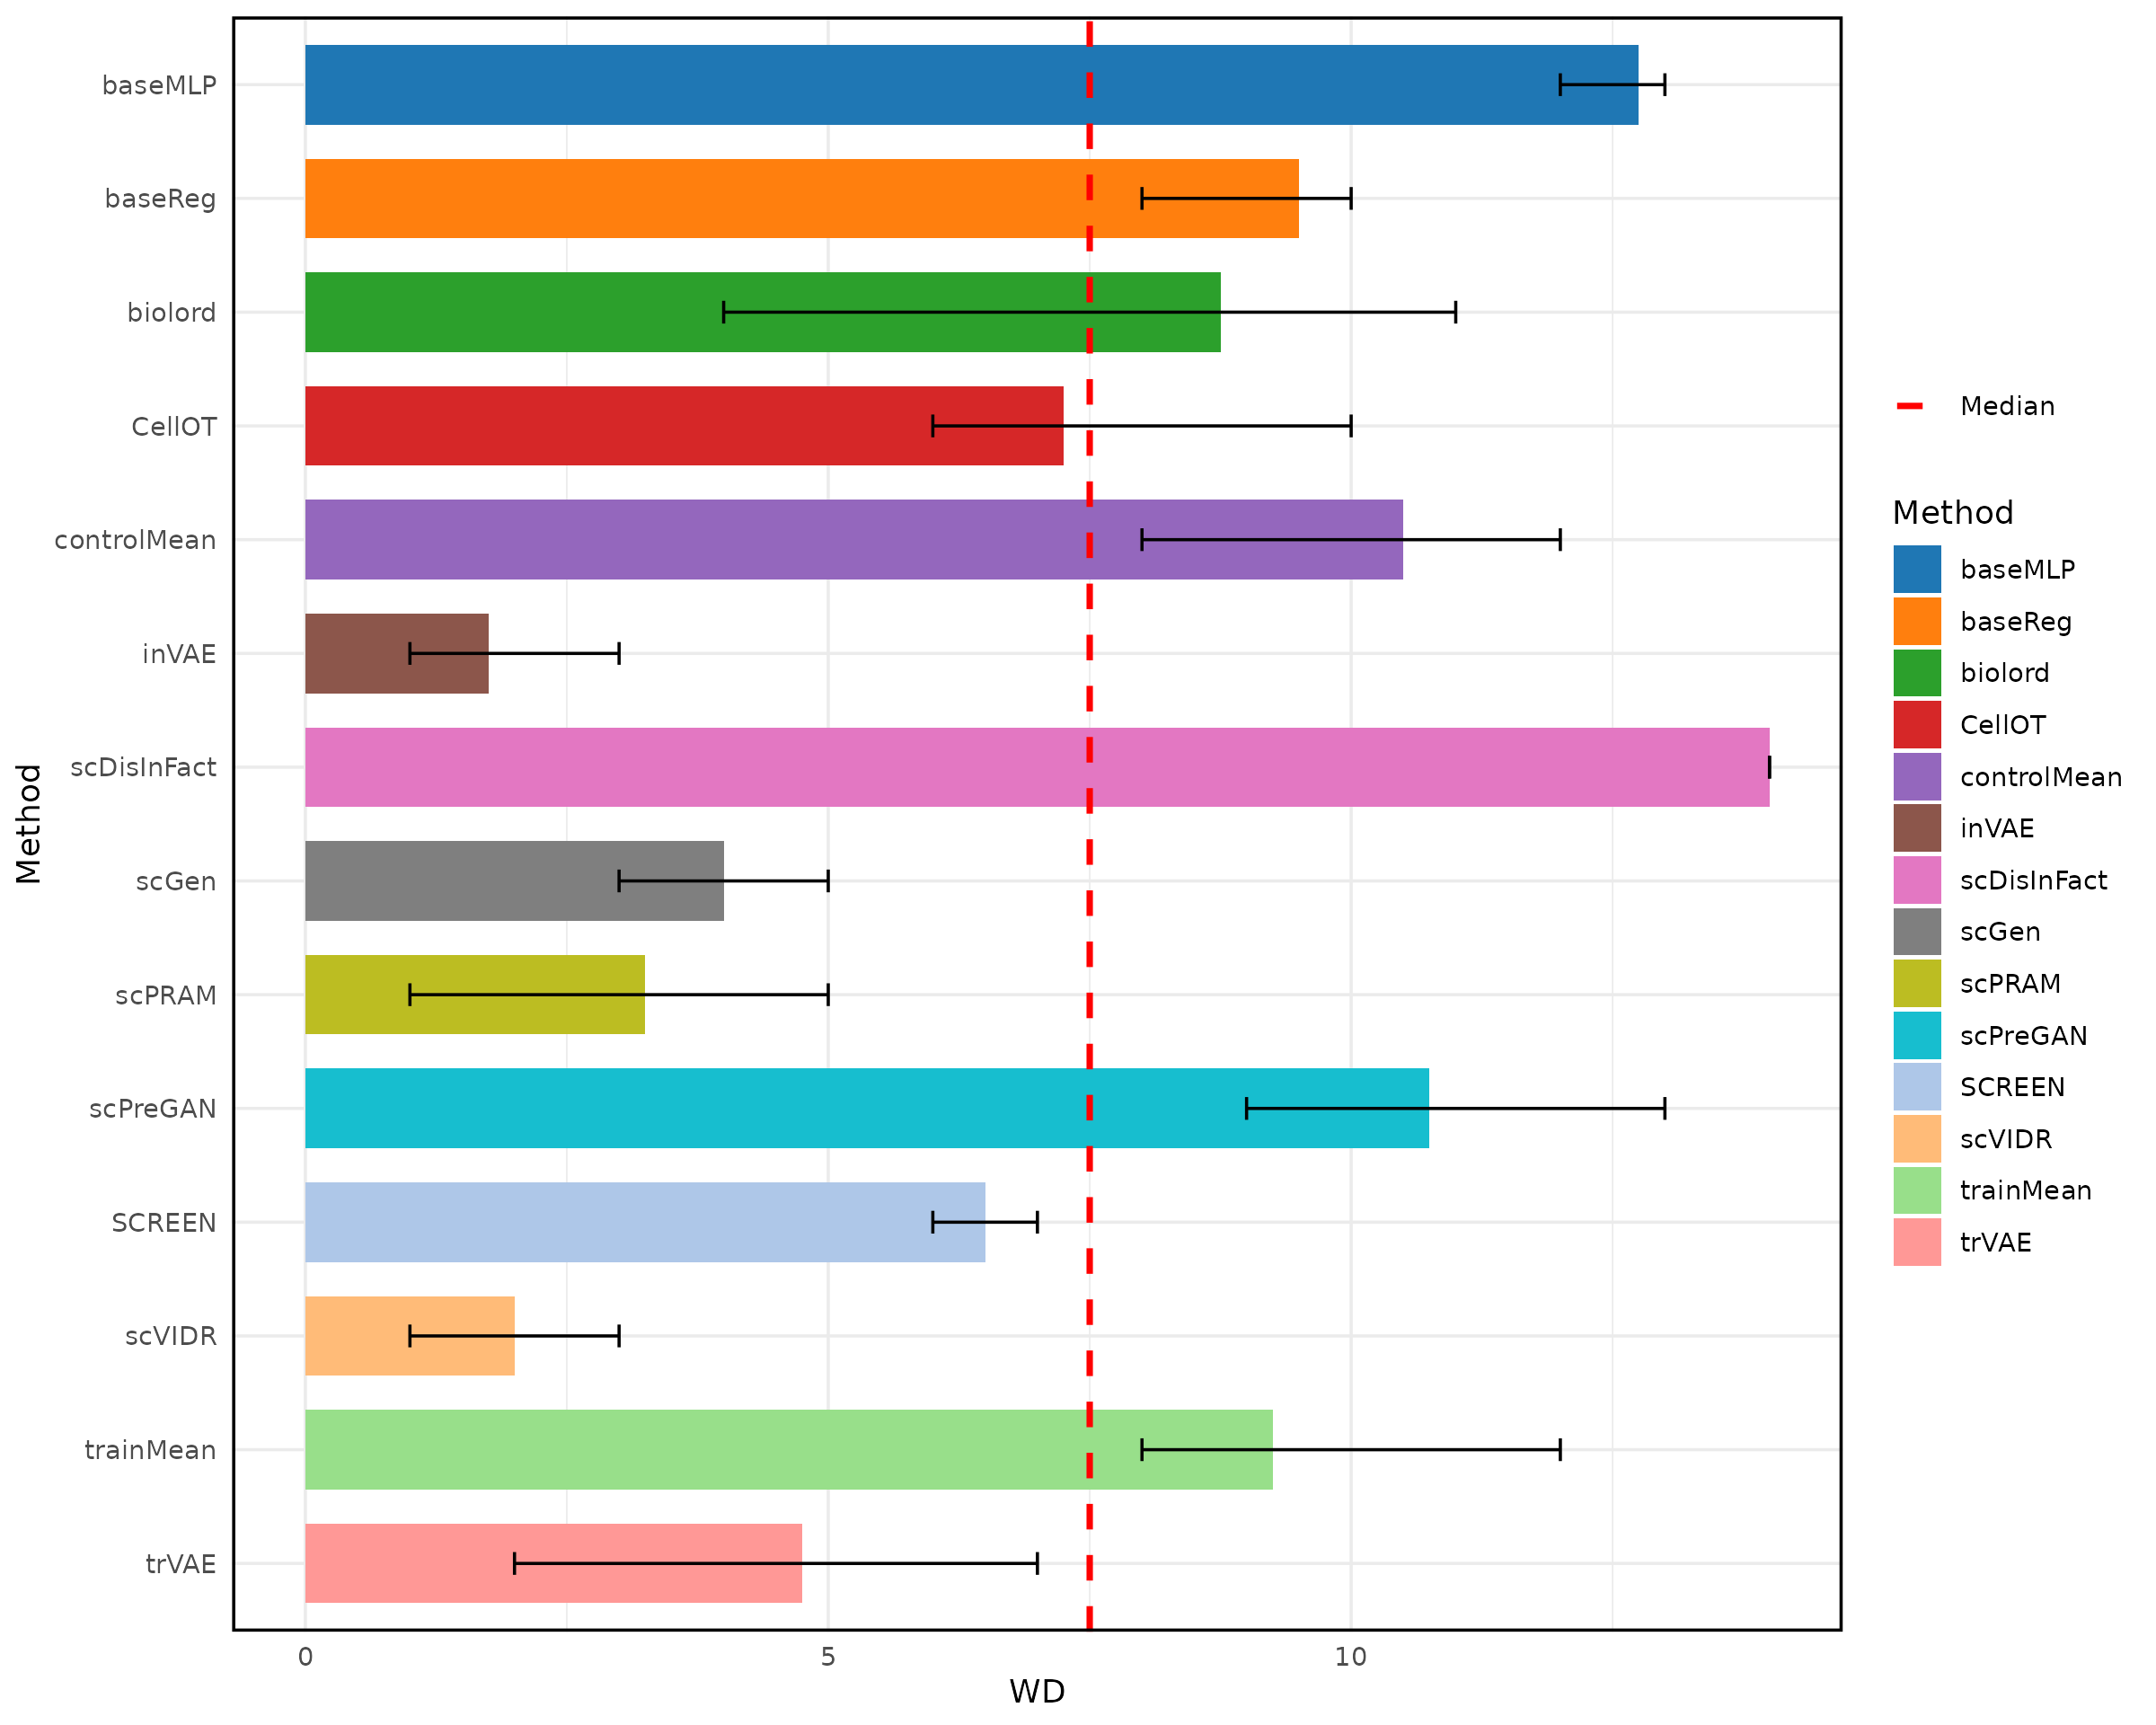 baseMLP
baseReg
biolord
CellOT
controlMean
inVAE
scDisInFact
scGen
scPRAM
scPreGAN
SCREEN
scVIDR
trainMean
trVAE
Method
0 5 10
WD
Median
Method
baseMLP
baseReg
biolord
CellOT
controlMean
inVAE
scDisInFact
scGen
scPRAM
scPreGAN
SCREEN
scVIDR
trainMean
trVAE